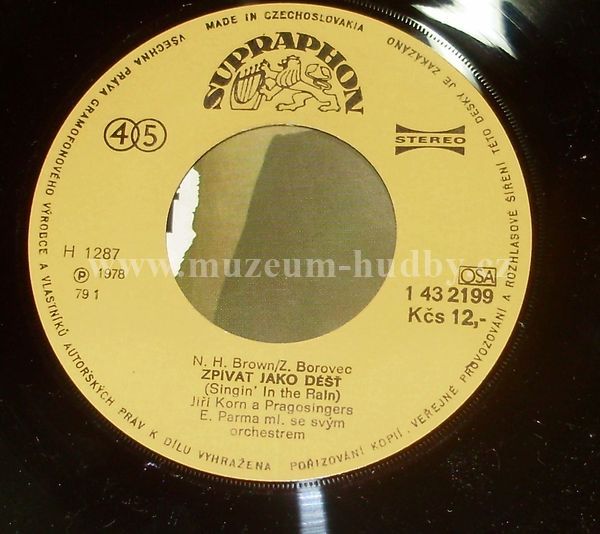 MADE IN CZECHOSLOVAKIA
VŠECHNA PRÁVA GRAMOFONOVÉHO VÝROBCE A VLASTNÍKŮ AUTORSKÝCH PRÁV K DÍLU VYHRAŽENA POŘIZOVÁNÍ KOPIÍ, VEŘEJNÉ PROVOZOVÁNÍ A ROZHLASOVÉ ŠÍŘENÍ TÉTO DESKY JE ZAKÁZÁNO
SUPRAPHON
45
STEREO
H 1287
℗ 1978
79 1
OSA
1 43 2199
Kčs 12,-
www.muzeum-hudby.cz
N. H. Brown/Z. Borovec
ZPÍVAT JAKO DÉŠŤ
(Singin' In the Rain)
Jiří Korn a Pragosingers
E. Parma ml. se svým
orchestrem